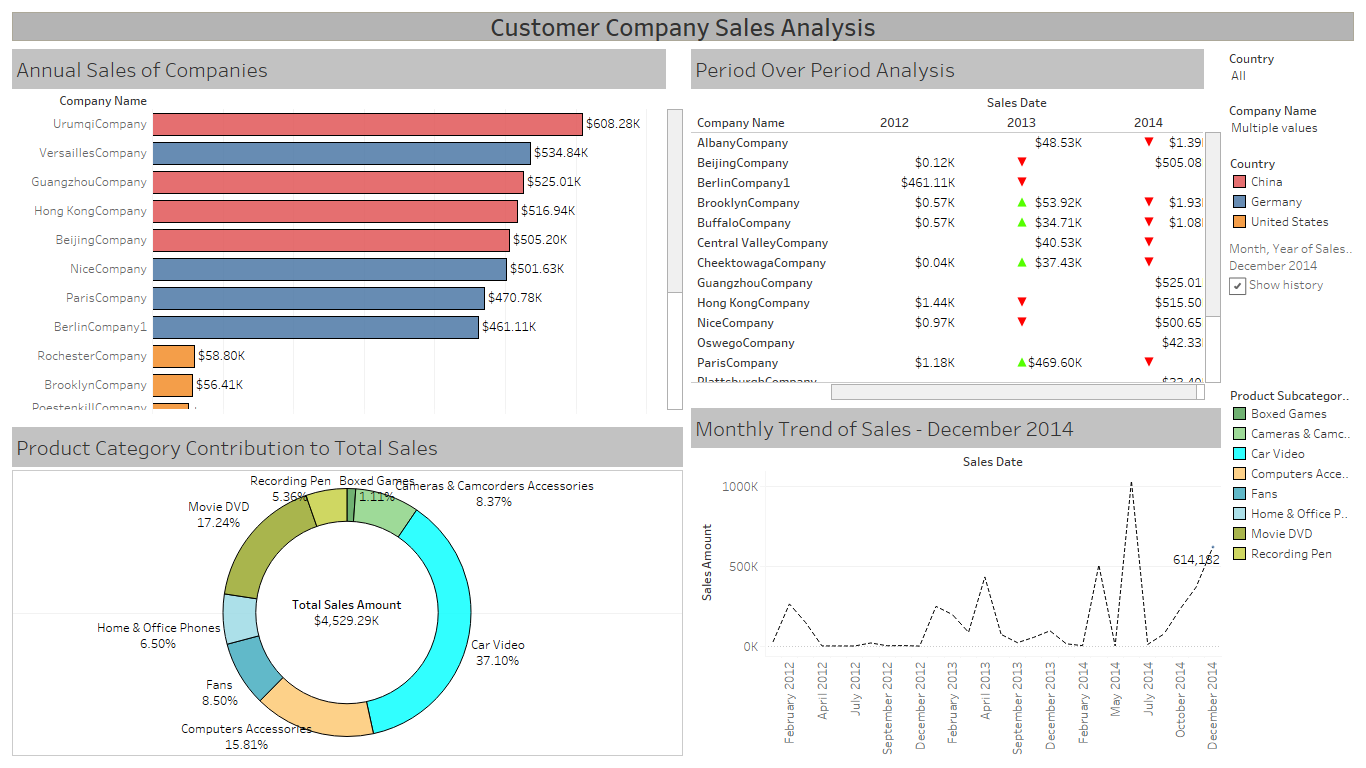 Customer Company Sales Analysis
Annual Sales of Companies
Company Name
UrumqiCompany $608.28K
VersaillesCompany $534.84K
GuangzhouCompany $525.01K
Hong KongCompany $516.94K
BeijingCompany $505.20K
NiceCompany $501.63K
ParisCompany $470.78K
BerlinCompany1 $461.11K
RochesterCompany $58.80K
BrooklynCompany $56.41K
PoestenkillCompany
Period Over Period Analysis
Sales Date
Company Name 2012 2013 2014
AlbanyCompany $48.53K ▼ $1.39
BeijingCompany $0.12K ▼ $505.08
BerlinCompany1 $461.11K ▼
BrooklynCompany $0.57K ▲ $53.92K ▼ $1.93
BuffaloCompany $0.57K ▲ $34.71K ▼ $1.08
Central ValleyCompany $40.53K ▼
CheektowagaCompany $0.04K ▲ $37.43K ▼
GuangzhouCompany $525.01
Hong KongCompany $1.44K ▼ $515.50
NiceCompany $0.97K ▼ $500.65
OswegoCompany $42.33
ParisCompany $1.18K ▲ $469.60K ▼
PlattsburghCompany
Country
All
Company Name
Multiple values
Country
China
Germany
United States
Month, Year of Sales..
December 2014
✓ Show history
Product Category Contribution to Total Sales
Recording Pen
5.36%
Boxed Games
1.11%
Cameras & Camcorders Accessories
8.37%
Movie DVD
17.24%
Total Sales Amount
$4,529.29K
Home & Office Phones
6.50%
Car Video
37.10%
Fans
8.50%
Computers Accessories
15.81%
Monthly Trend of Sales - December 2014
Sales Date
Sales Amount
1000K
500K
0K
614,182
February 2012
April 2012
July 2012
September 2012
December 2012
February 2013
April 2013
September 2013
December 2013
February 2014
May 2014
July 2014
October 2014
December 2014
Product Subcategor..
Boxed Games
Cameras & Camc..
Car Video
Computers Acce..
Fans
Home & Office P..
Movie DVD
Recording Pen